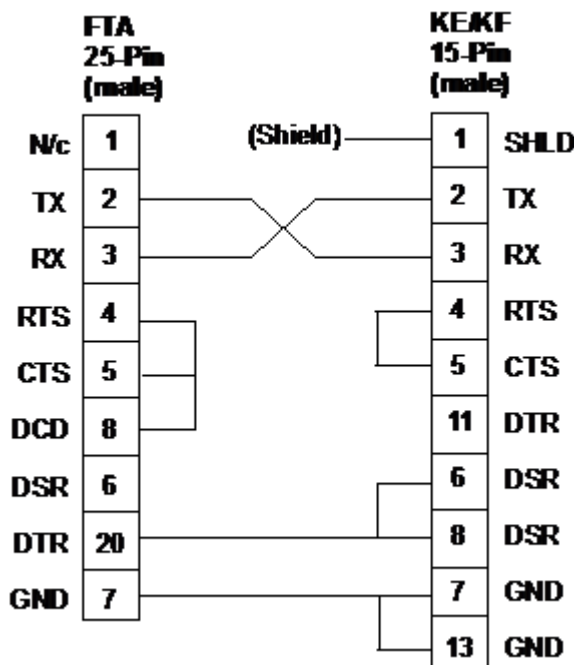 FTA
25-Pin
(male)
KE/KF
15-Pin
(male)
N/c 1 (Shield) 1 SHLD
TX 2 2 TX
RX 3 3 RX
RTS 4 4 RTS
CTS 5 5 CTS
DCD 8 11 DTR
DSR 6 6 DSR
DTR 20 8 DSR
GND 7 7 GND
13 GND